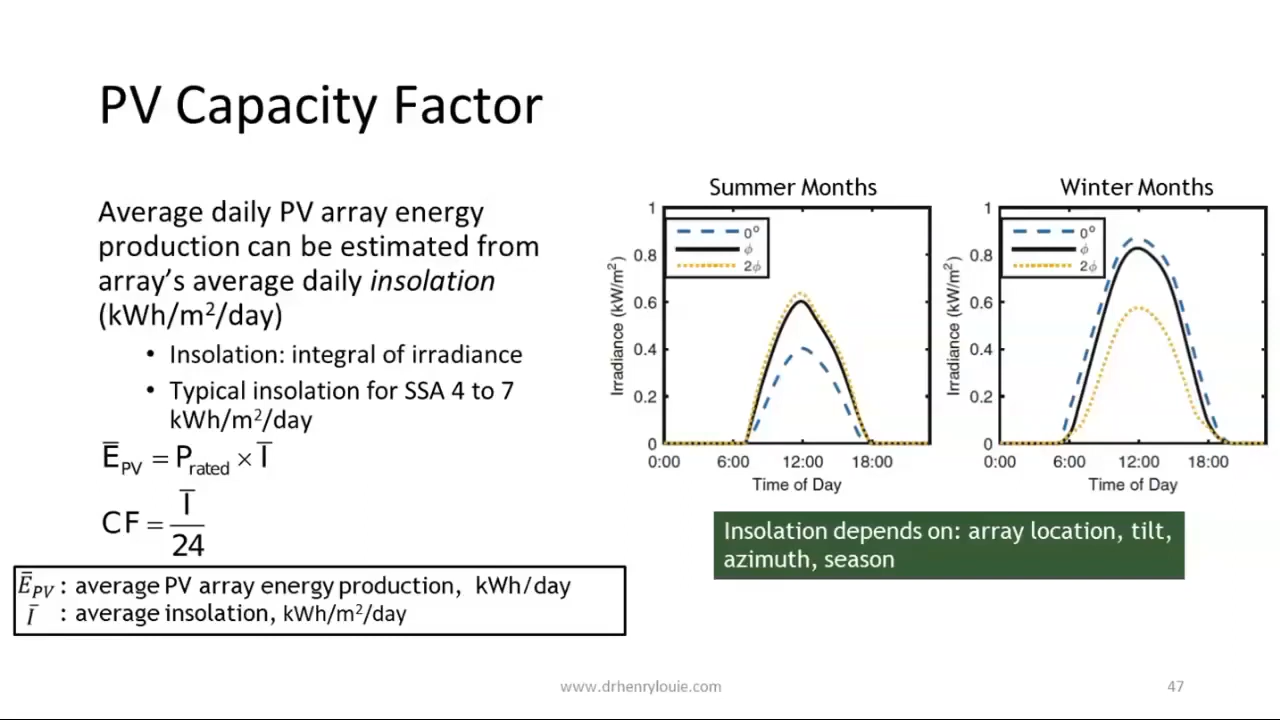 PV Capacity Factor
Average daily PV array energy
production can be estimated from
array's average daily insolation
(kWh/m²/day)
• Insolation: integral of irradiance
• Typical insolation for SSA 4 to 7
kWh/m²/day
E̅PV = Prated × I̅
CF = I̅/24
E̅PV : average PV array energy production, kWh/day
I̅ : average insolation, kWh/m²/day
Summer Months
1
0.8
0.6
0.4
0.2
0
Irradiance (kW/m²)
0°
ϕ
2ϕ
0:00 6:00 12:00 18:00
Time of Day
Winter Months
1
0.8
0.6
0.4
0.2
0
Irradiance (kW/m²)
0°
ϕ
2ϕ
0:00 6:00 12:00 18:00
Time of Day
Insolation depends on: array location, tilt,
azimuth, season
www.drhenrylouie.com
47